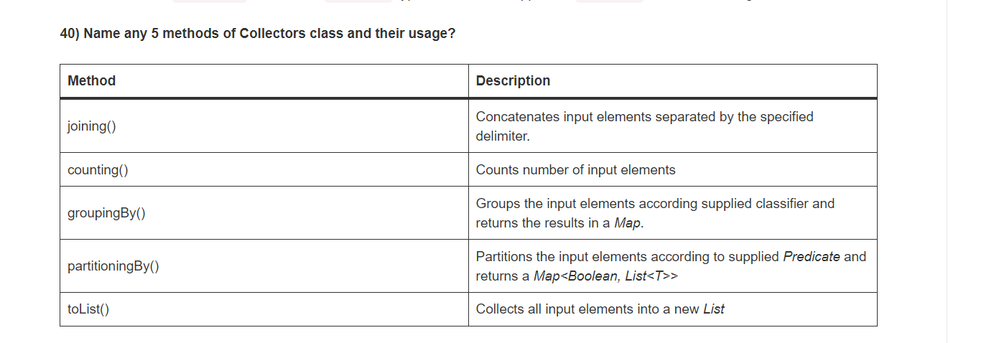 40) Name any 5 methods of Collectors class and their usage?
Method
Description
joining()
Concatenates input elements separated by the specified
delimiter.
counting()
Counts number of input elements
groupingBy()
Groups the input elements according supplied classifier and
returns the results in a Map.
partitioningBy()
Partitions the input elements according to supplied Predicate and
returns a Map<Boolean, List<T>>
toList()
Collects all input elements into a new List